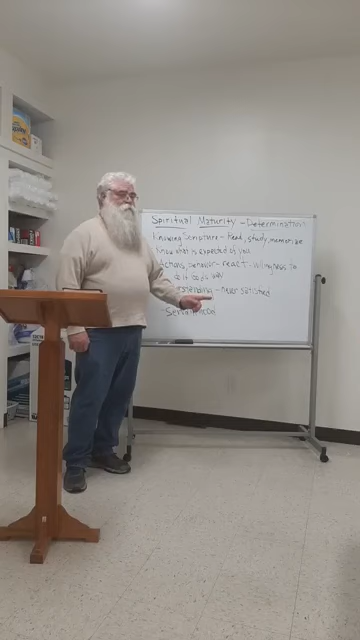 Spiritual Maturity - Determination
Knowing Scripture - Read, study, memorize
Know what is expected of you
Actions, behavior - react - willingness to
do it God's way
- never satisfied